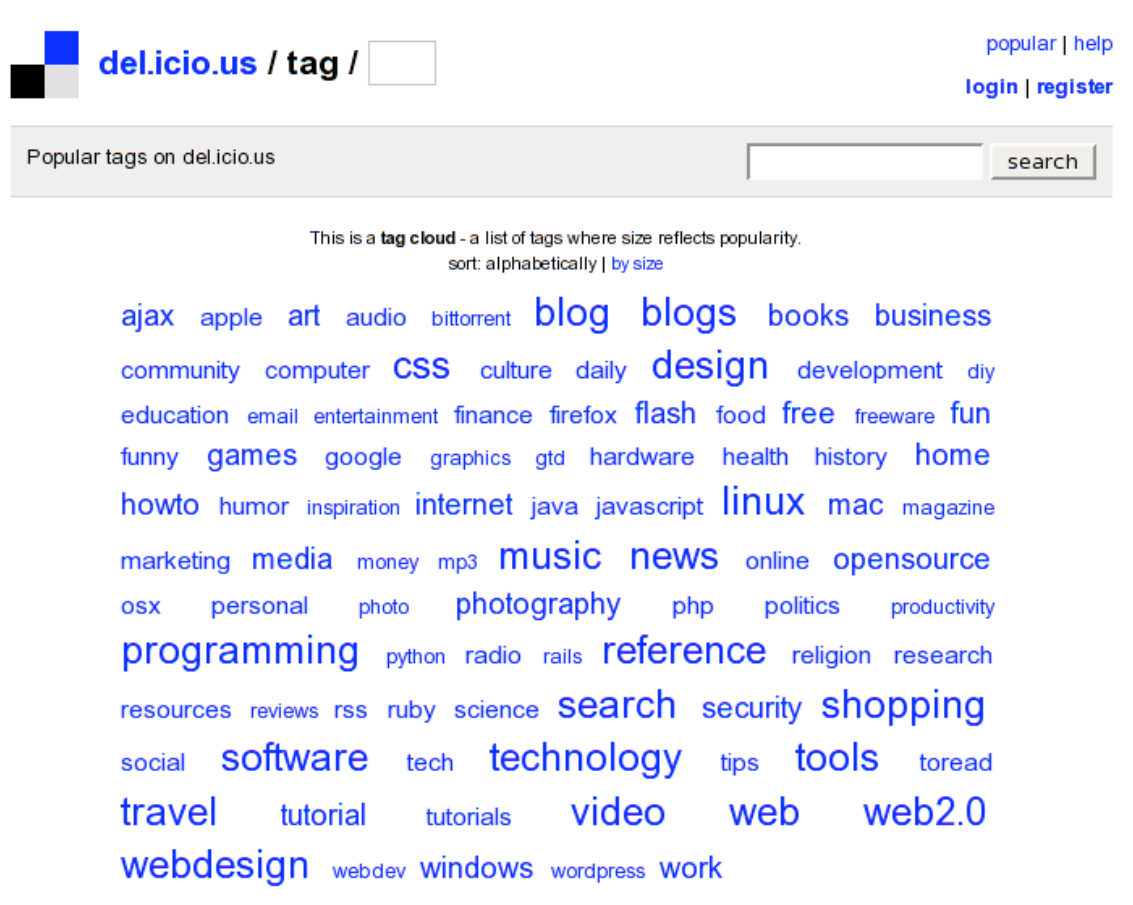 del.icio.us / tag /
popular | help
login | register
Popular tags on del.icio.us
search
This is a tag cloud - a list of tags where size reflects popularity.
sort: alphabetically | by size
ajax apple art audio bittorrent blog blogs books business
community computer css culture daily design development diy
education email entertainment finance firefox flash food free freeware fun
funny games google graphics gtd hardware health history home
howto humor inspiration internet java javascript linux mac magazine
marketing media money mp3 music news online opensource
osx personal photo photography php politics productivity
programming python radio rails reference religion research
resources reviews rss ruby science search security shopping
social software tech technology tips tools toread
travel tutorial tutorials video web web2.0
webdesign webdev windows wordpress work